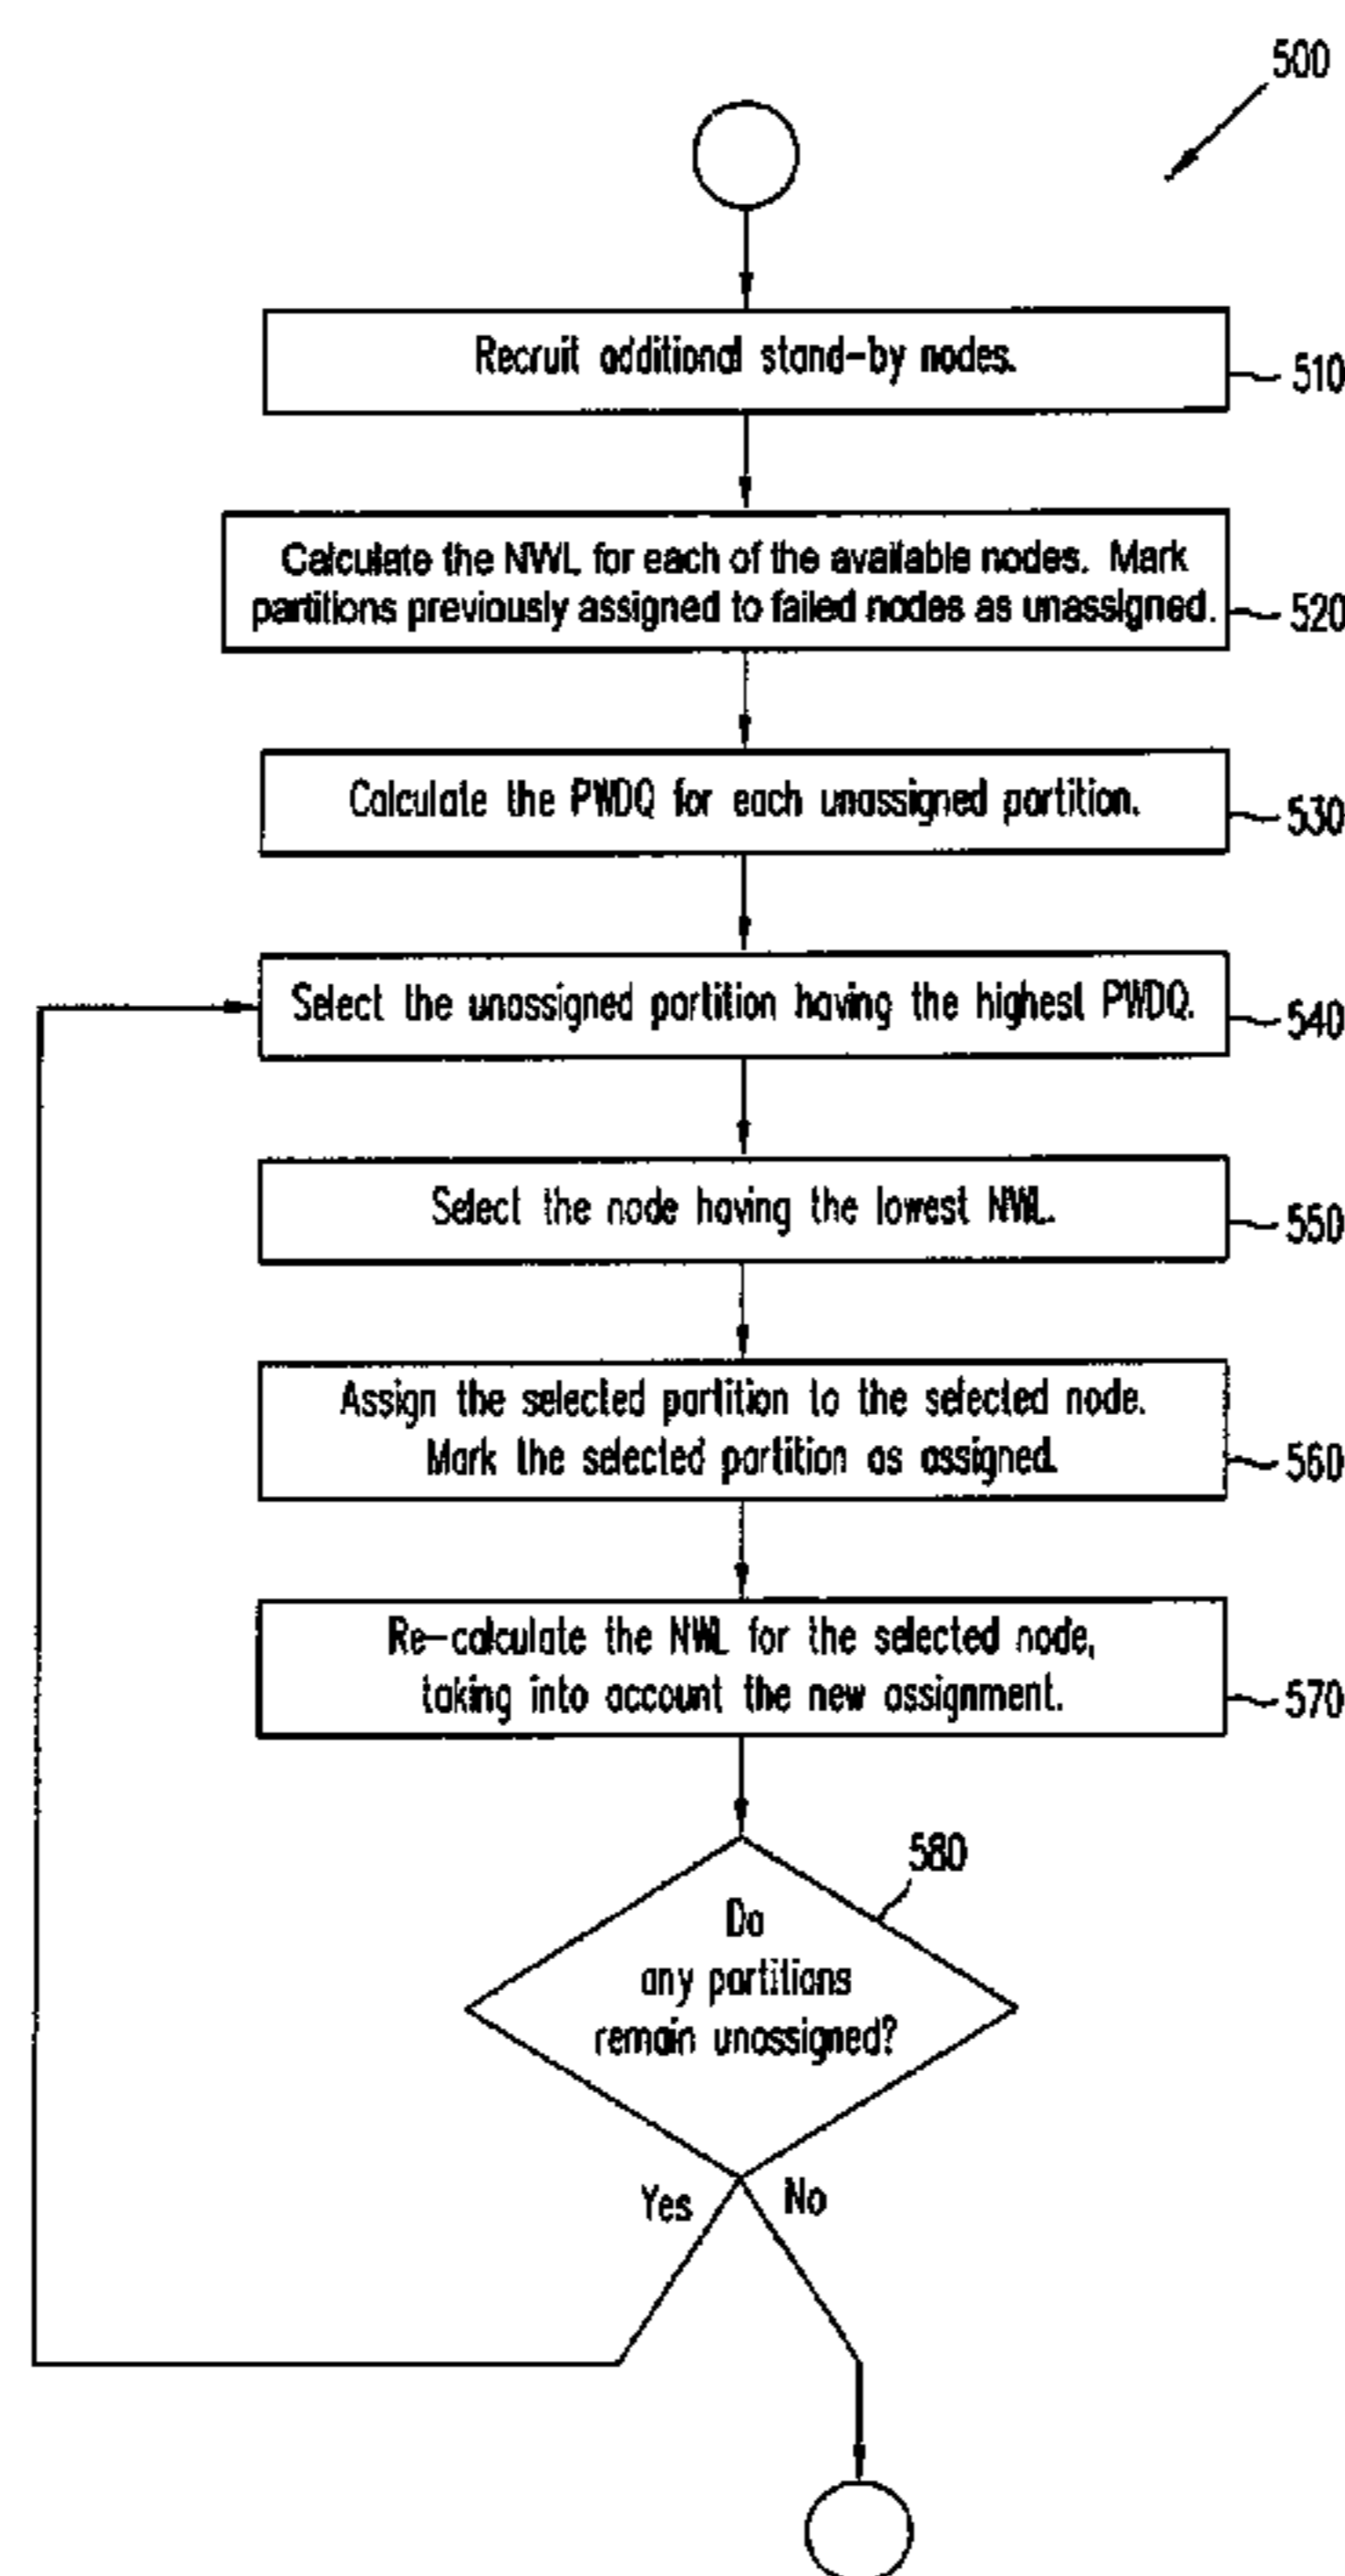 500
Recruit additional stand-by nodes.
510
Calculate the NWL for each of the available nodes. Mark
partitions previously assigned to failed nodes as unassigned.
520
Calculate the PWDQ for each unassigned partition.
530
Select the unassigned partition having the highest PWDQ.
540
Select the node having the lowest NWL.
550
Assign the selected partition to the selected node.
Mark the selected partition as assigned.
560
Re-calculate the NWL for the selected node,
taking into account the new assignment.
570
580
Do
any partitions
remain unassigned?
Yes
No